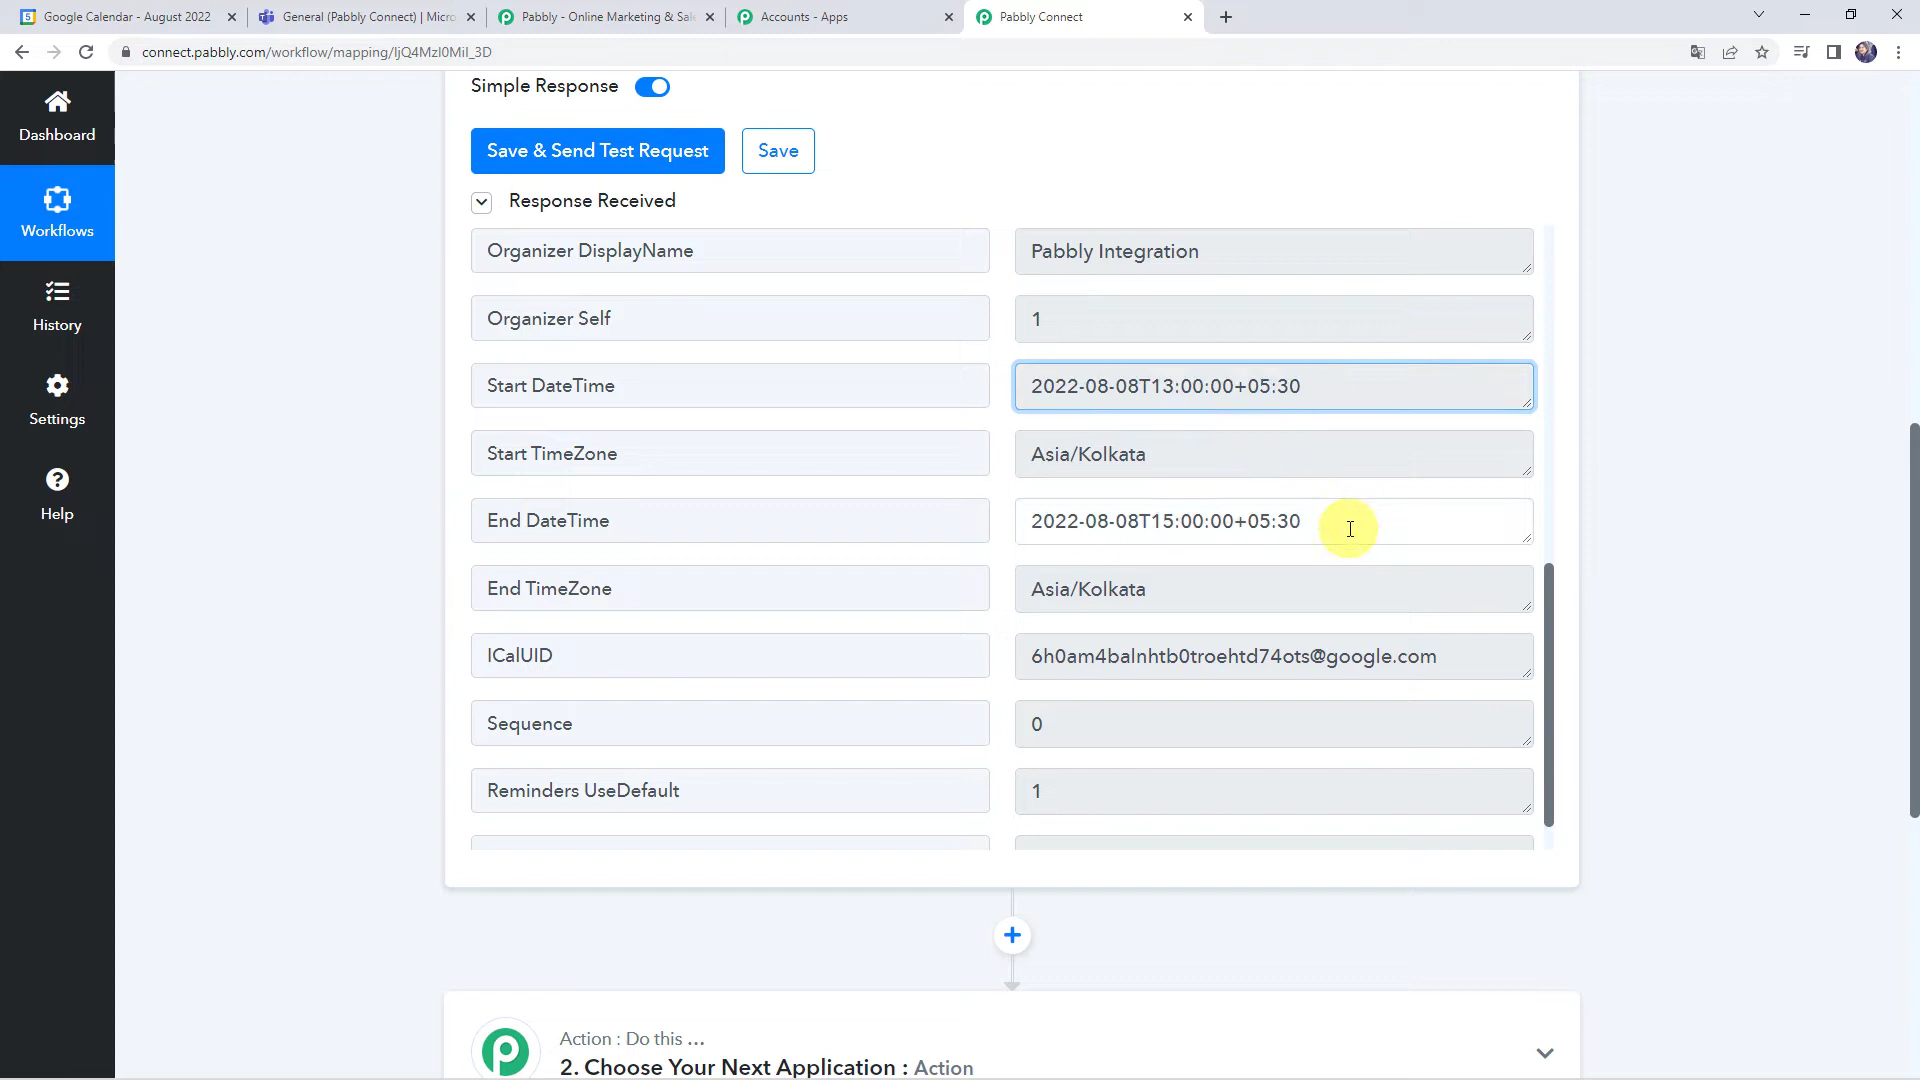 Google Calendar - August 2022
General (Pabbly Connect) | Micro
Pabbly - Online Marketing & Sale
Accounts - Apps
Pabbly Connect
connect.pabbly.com/workflow/mapping/IjQ4MzI0MiI_3D
Dashboard
Workflows
History
Settings
Help
Simple Response
Save & Send Test Request
Save
Response Received
Organizer DisplayName
Pabbly Integration
Organizer Self
1
Start DateTime
2022-08-08T13:00:00+05:30
Start TimeZone
Asia/Kolkata
End DateTime
2022-08-08T15:00:00+05:30
End TimeZone
Asia/Kolkata
ICalUID
6h0am4balnhtb0troehtd74ots@google.com
Sequence
0
Reminders UseDefault
1
Action : Do this ...
2. Choose Your Next Application : Action